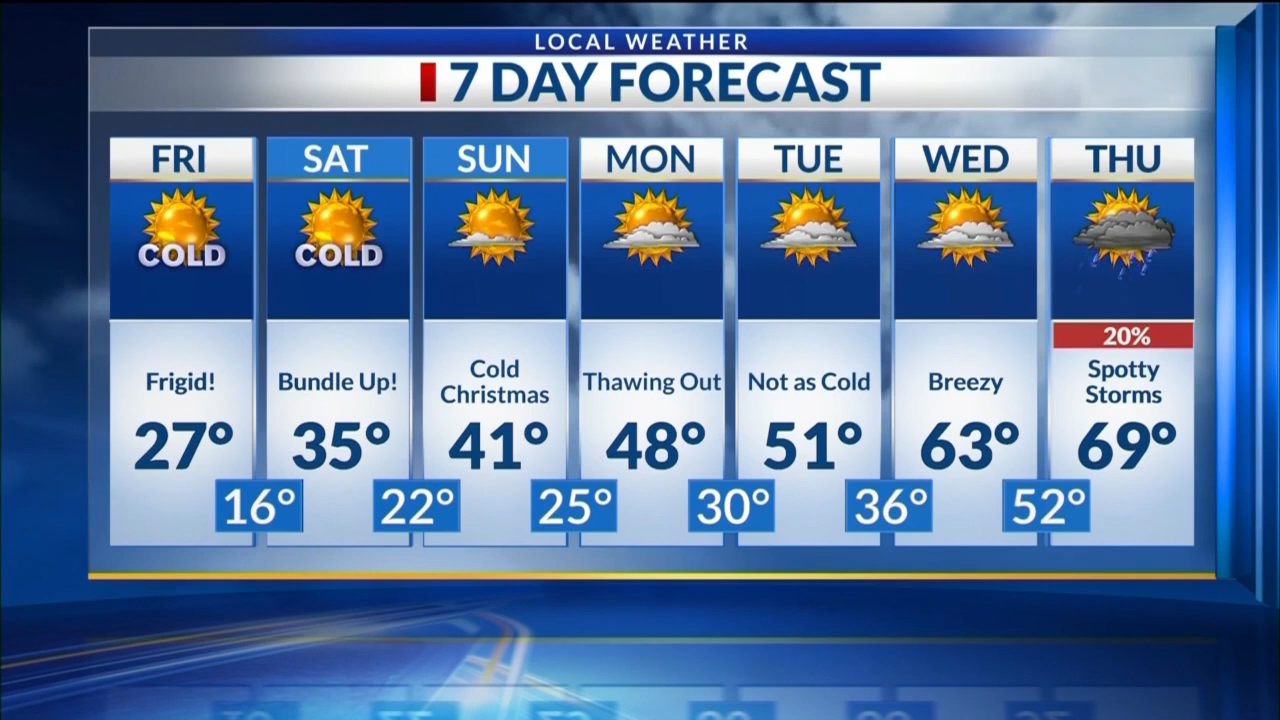 LOCAL WEATHER
7 DAY FORECAST
FRI SAT SUN MON TUE WED THU
COLD COLD
20%
Frigid! Bundle Up! Cold Christmas Thawing Out Not as Cold Breezy Spotty Storms
27° 35° 41° 48° 51° 63° 69°
16° 22° 25° 30° 36° 52°